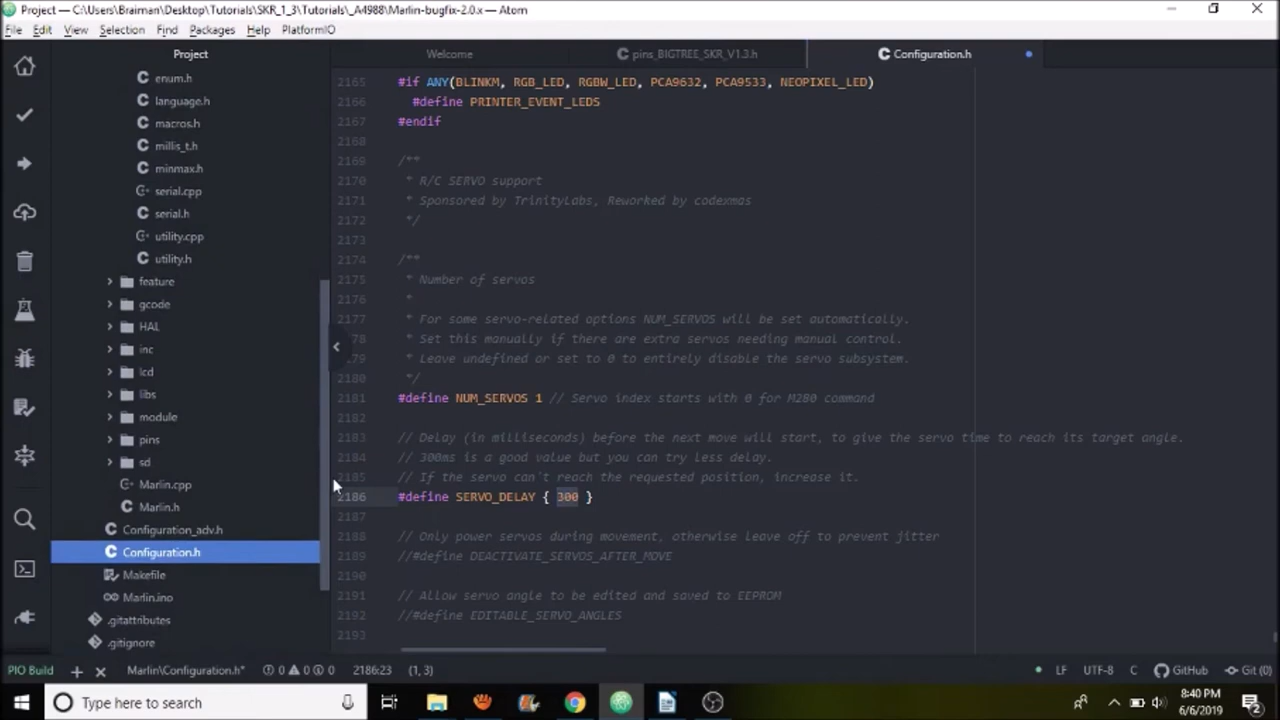 Project — C:\Users\Braiman\Desktop\Tutorials\SKR_1_3\Tutorials\_A4988\Marlin-bugfix-2.0.x — Atom
File Edit View Selection Find Packages Help PlatformIO
Project
Welcome
pins_BIGTREE_SKR_V1.3.h
Configuration.h
enum.h
language.h
macros.h
millis_t.h
minmax.h
serial.cpp
serial.h
utility.cpp
utility.h
feature
gcode
HAL
inc
lcd
libs
module
pins
sd
Marlin.cpp
Marlin.h
Configuration_adv.h
Configuration.h
Makefile
Marlin.ino
.gitattributes
.gitignore
2165 #if ANY(BLINKM, RGB_LED, RGBW_LED, PCA9632, PCA9533, NEOPIXEL_LED)
2166 #define PRINTER_EVENT_LEDS
2167 #endif
2168
2169 /**
2170 * R/C SERVO support
2171 * Sponsored by TrinityLabs, Reworked by codexmas
2172 */
2173
2174 /**
2175 * Number of servos
2176 *
2177 * For some servo-related options NUM_SERVOS will be set automatically.
2178 * Set this manually if there are extra servos needing manual control.
2179 * Leave undefined or set to 0 to entirely disable the servo subsystem.
2180 */
2181 #define NUM_SERVOS 1 // Servo index starts with 0 for M280 command
2182
2183 // Delay (in milliseconds) before the next move will start, to give the servo time to reach its target angle.
2184 // 300ms is a good value but you can try less delay.
2185 // If the servo can't reach the requested position, increase it.
2186 #define SERVO_DELAY { 300 }
2187
2188 // Only power servos during movement, otherwise leave off to prevent jitter
2189 //#define DEACTIVATE_SERVOS_AFTER_MOVE
2190
2191 // Allow servo angle to be edited and saved to EEPROM
2192 //#define EDITABLE_SERVO_ANGLES
2193
PIO Build + Marlin\Configuration.h* 0 0 0 2186:23 (1, 3) LF UTF-8 C GitHub Git (0)
Type here to search
8:40 PM
6/6/2019
2